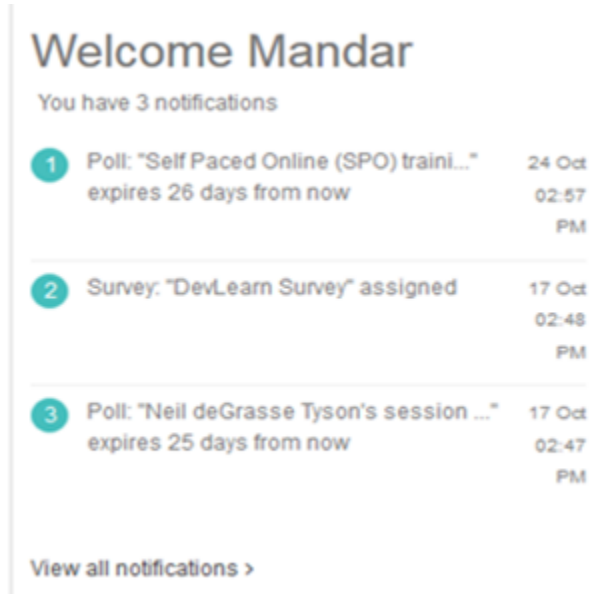 Welcome Mandar
You have 3 notifications
1 Poll: "Self Paced Online (SPO) traini..." 24 Oct
expires 26 days from now 02:57
PM
2 Survey: "DevLearn Survey" assigned 17 Oct
02:48
PM
3 Poll: "Neil deGrasse Tyson's session ..." 17 Oct
expires 25 days from now 02:47
PM
View all notifications >